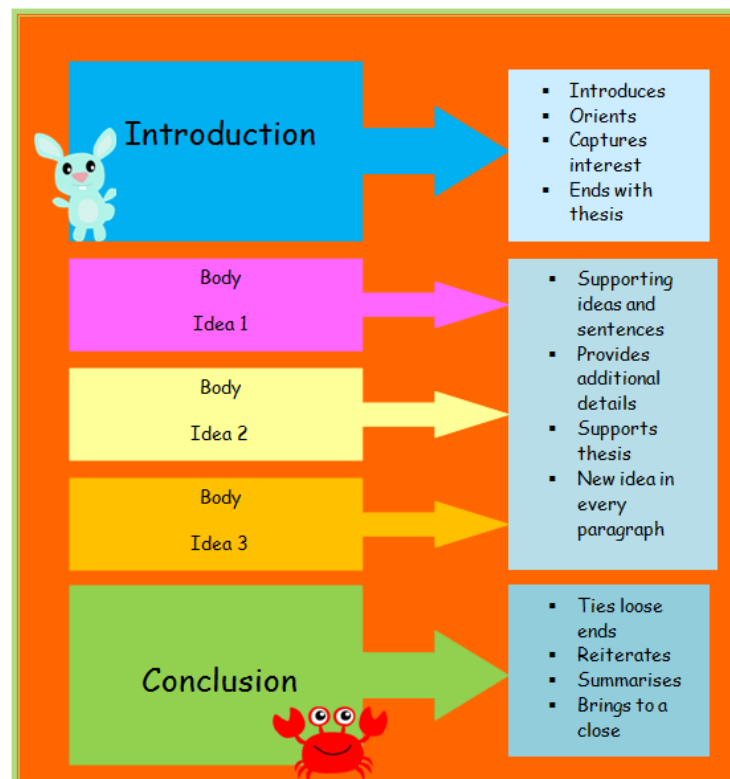 Introduction
▪ Introduces
▪ Orients
▪ Captures
interest
▪ Ends with
thesis
Body
Idea 1
Body
Idea 2
Body
Idea 3
▪ Supporting
ideas and
sentences
▪ Provides
additional
details
▪ Supports
thesis
▪ New idea in
every
paragraph
Conclusion
▪ Ties loose
ends
▪ Reiterates
▪ Summarises
▪ Brings to a
close